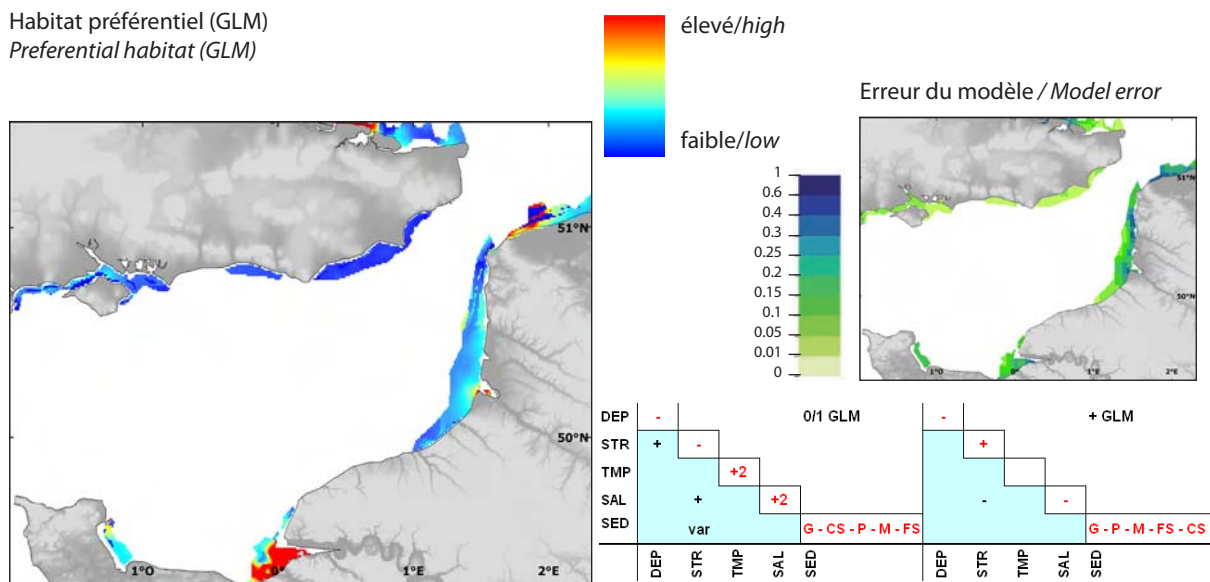 Habitat préférentiel (GLM)
Preferential habitat (GLM)
élevé/high
faible/low
Erreur du modèle / Model error
51°N
50°N
1°O
0°
1°E
2°E
1
0.6
0.4
0.3
0.25
0.2
0.15
0.1
0.05
0.01
0
51°N
50°N
1°O
0°
1°E
2°E
DEP - 0/1 GLM - + GLM
STR + - +
TMP +2
SAL + +2 - -
SED var G - CS - P - M - FS G - P - M - FS - CS
DEP STR TMP SAL SED DEP STR TMP SAL SED